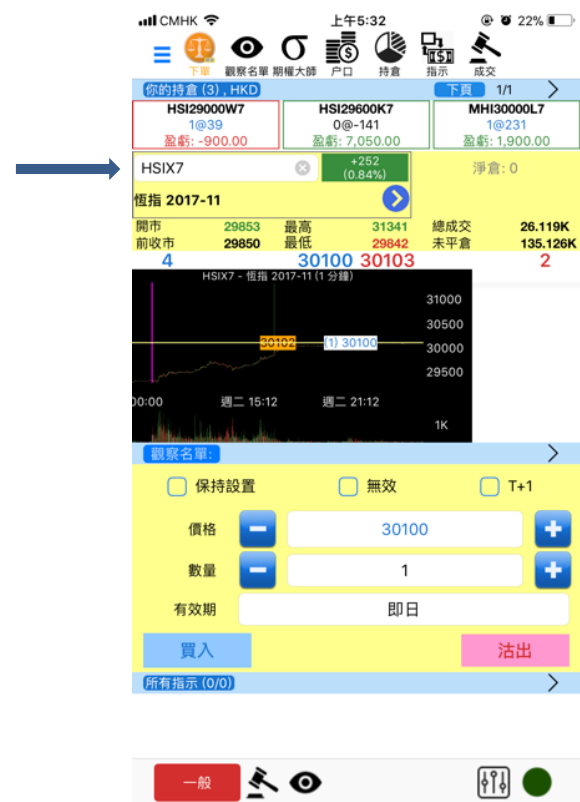 CMHK 上午5:32 22%
下單 觀察名單 期權大師 户口 持倉 指示 成交
你的持倉 (3) , HKD) 下頁 1/1
HSI29000W7 HSI29600K7 MHI30000L7
1@39 0@-141 1@231
盈虧: -900.00 盈虧: 7,050.00 盈虧: 1,900.00
HSIX7 +252 (0.84%) 淨倉: 0
恆指 2017-11
開市 29853 最高 31341 總成交 26.119K
前收市 29850 最低 29842 未平倉 135.126K
4 30100 30103 2
HSIX7 - 恆指 2017-11 (1 分鐘)
31000
30500
30102 (1) 30100 30000
29500
00:00 週二 15:12 週二 21:12
1K
觀察名單:
保持設置 無效 T+1
價格 30100
數量 1
有效期 即日
買入 沽出
所有指示 (0/0)
一般